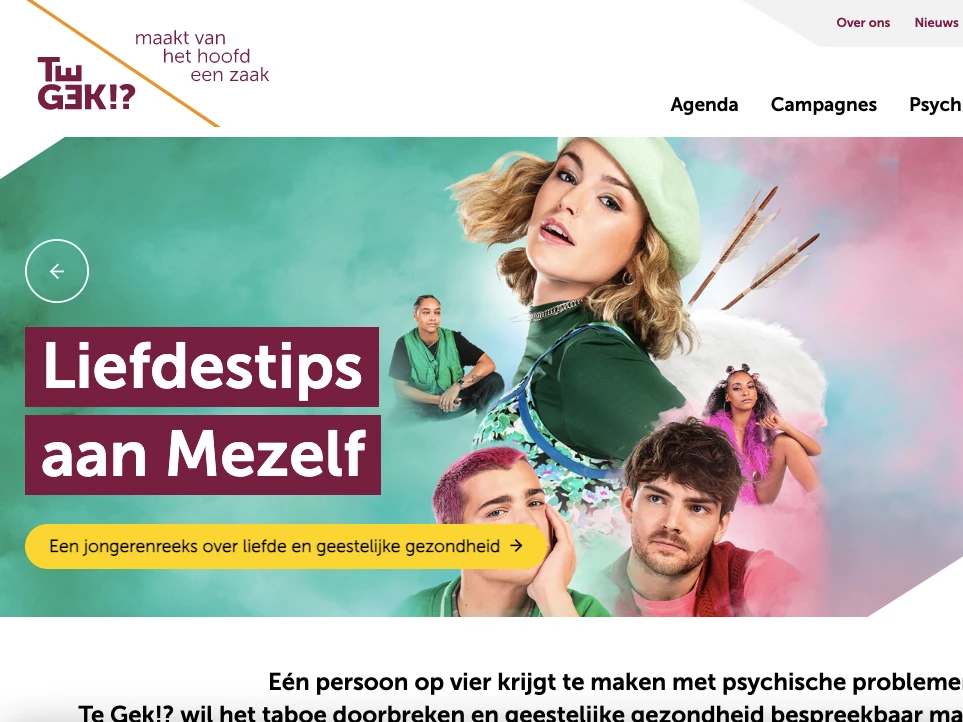 maakt van
het hoofd
een zaak
TE
GEK!?
Over ons
Nieuws
Agenda
Campagnes
Psych
Liefdestips
aan Mezelf
Een jongerenreeks over liefde en geestelijke gezondheid →
Eén persoon op vier krijgt te maken met psychische probleme
Te Gek!? wil het taboe doorbreken en geestelijke gezondheid bespreekbaar ma